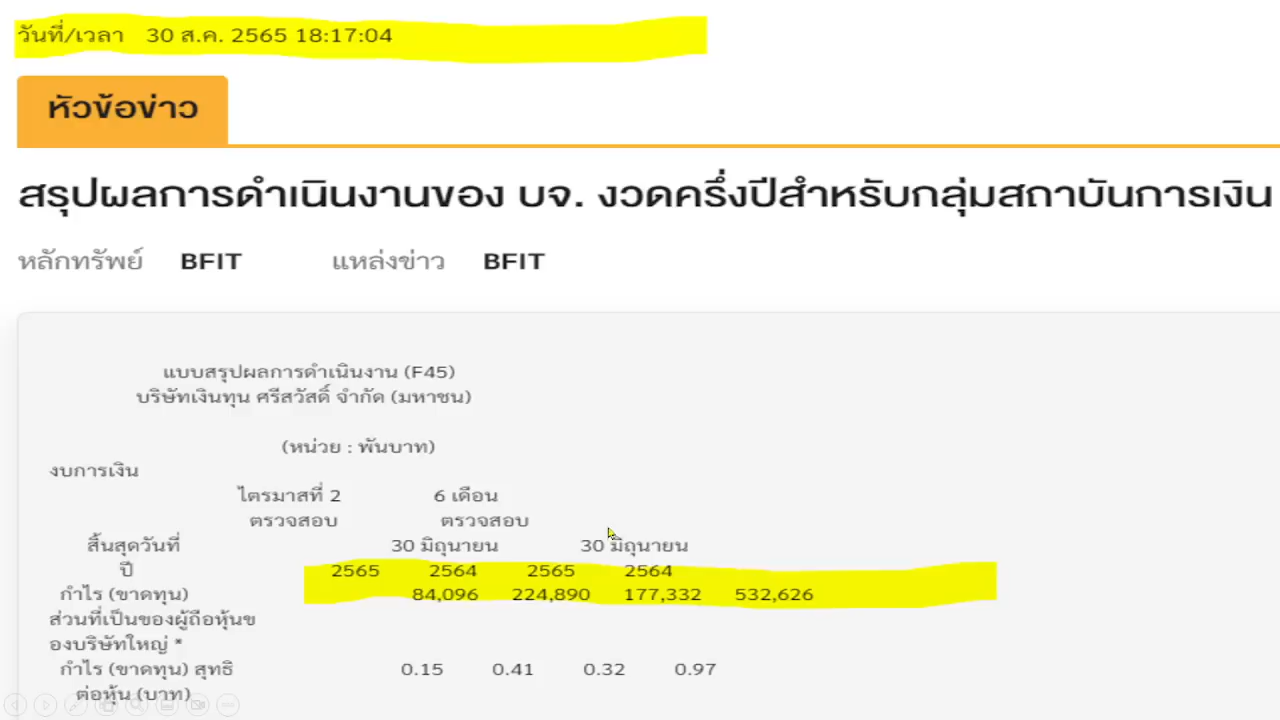 วันที่/เวลา 30 ส.ค. 2565 18:17:04
หัวข้อข่าว
สรุปผลการดำเนินงานของ บจ. งวดครึ่งปีสำหรับกลุ่มสถาบันการเงิน
หลักทรัพย์ BFIT แหล่งข่าว BFIT
แบบสรุปผลการดำเนินงาน (F45)
บริษัทเงินทุน ศรีสวัสดิ์ จำกัด (มหาชน)
(หน่วย : พันบาท)
งบการเงิน
ไตรมาสที่ 2 6 เดือน
ตรวจสอบ ตรวจสอบ
สิ้นสุดวันที่ 30 มิถุนายน 30 มิถุนายน
ปี 2565 2564 2565 2564
กำไร (ขาดทุน) 84,096 224,890 177,332 532,626
ส่วนที่เป็นของผู้ถือหุ้นข
องบริษัทใหญ่ *
กำไร (ขาดทุน) สุทธิ 0.15 0.41 0.32 0.97
ต่อหุ้น (บาท)